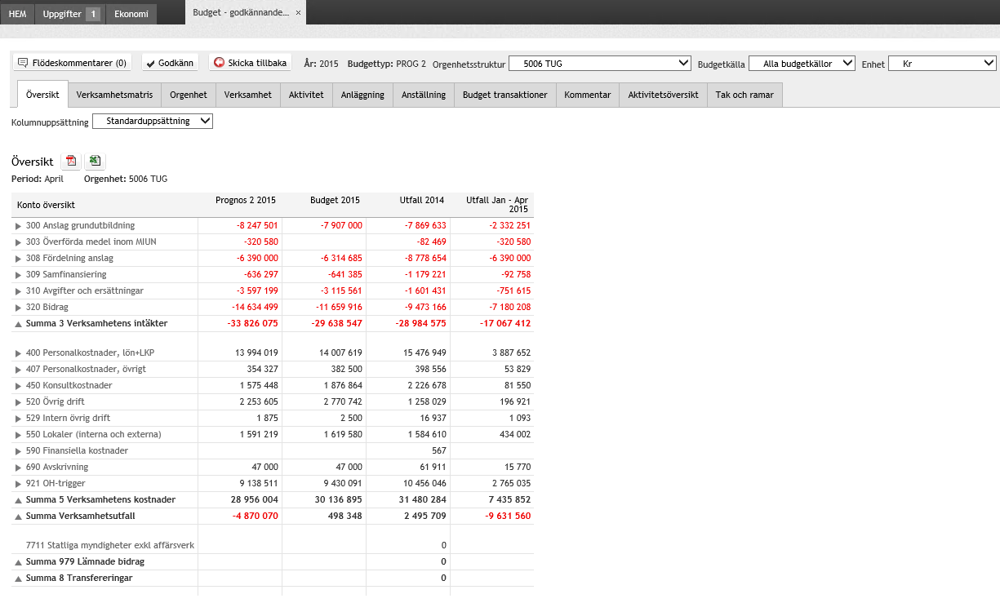 HEM Uppgifter 1 Ekonomi Budget - godkännande... ×
Flödeskommentarer (0) Godkänn Skicka tillbaka År: 2015 Budgettyp: PROG 2 Orgenhetsstruktur 5006 TUG Budgetkälla Alla budgetkällor Enhet Kr
Översikt Verksamhetsmatris Orgenhet Verksamhet Aktivitet Anläggning Anställning Budget transaktioner Kommentar Aktivitetsöversikt Tak och ramar
Kolumnuppsättning Standarduppsättning
Översikt
Period: April Orgenhet: 5006 TUG
Konto översikt Prognos 2 2015 Budget 2015 Utfall 2014 Utfall Jan - Apr
2015
300 Anslag grundutbildning -8 247 501 -7 907 000 -7 869 633 -2 332 251
303 Överförda medel inom MIUN -320 580 -82 469 -320 580
308 Fördelning anslag -6 390 000 -6 314 685 -8 778 654 -6 390 000
309 Samfinansiering -636 297 -641 385 -1 179 221 -92 758
310 Avgifter och ersättningar -3 597 199 -3 115 561 -1 601 431 -751 615
320 Bidrag -14 634 499 -11 659 916 -9 473 166 -7 180 208
Summa 3 Verksamhetens intäkter -33 826 075 -29 638 547 -28 984 575 -17 067 412
400 Personalkostnader, lön+LKP 13 994 019 14 007 619 15 476 949 3 887 652
407 Personalkostnader, övrigt 354 327 382 500 398 556 53 829
450 Konsultkostnader 1 575 448 1 876 864 2 226 678 81 550
520 Övrig drift 2 253 605 2 770 742 1 258 029 196 921
529 Intern övrig drift 1 875 2 500 16 937 1 093
550 Lokaler (interna och externa) 1 591 219 1 619 580 1 584 610 434 002
590 Finansiella kostnader 567
690 Avskrivning 47 000 47 000 61 911 15 770
921 OH-trigger 9 138 511 9 430 091 10 456 046 2 765 035
Summa 5 Verksamhetens kostnader 28 956 004 30 136 895 31 480 284 7 435 852
Summa Verksamhetsutfall -4 870 070 498 348 2 495 709 -9 631 560
7711 Statliga myndigheter exkl affärsverk 0
Summa 979 Lämnade bidrag 0
Summa 8 Transfereringar 0